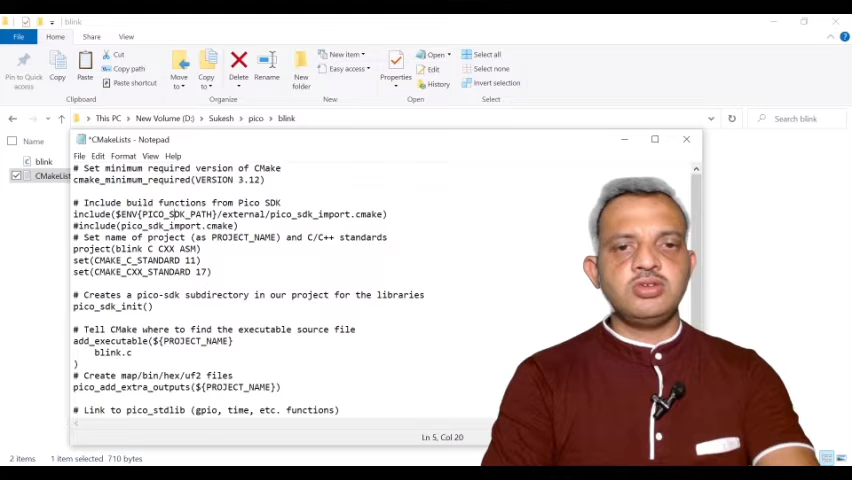 blink
File Home Share View
Pin to Quick access
Copy
Paste
Cut
Copy path
Paste shortcut
Clipboard
Move to
Copy to
Delete
Rename
Organize
New folder
New item
Easy access
New
Properties
Open
Edit
History
Open
Select all
Select none
Invert selection
Select
This PC > New Volume (D:) > Sukesh > pico > blink
Search blink
Name
blink
CMakeList
*CMakeLists - Notepad
File Edit Format View Help
# Set minimum required version of CMake
cmake_minimum_required(VERSION 3.12)
# Include build functions from Pico SDK
include($ENV{PICO_SDK_PATH}/external/pico_sdk_import.cmake)
#include(pico_sdk_import.cmake)
# Set name of project (as PROJECT_NAME) and C/C++ standards
project(blink C CXX ASM)
set(CMAKE_C_STANDARD 11)
set(CMAKE_CXX_STANDARD 17)
# Creates a pico-sdk subdirectory in our project for the libraries
pico_sdk_init()
# Tell CMake where to find the executable source file
add_executable(${PROJECT_NAME}
blink.c
)
# Create map/bin/hex/uf2 files
pico_add_extra_outputs(${PROJECT_NAME})
# Link to pico_stdlib (gpio, time, etc. functions)
Ln 5, Col 20
2 items 1 item selected 710 bytes